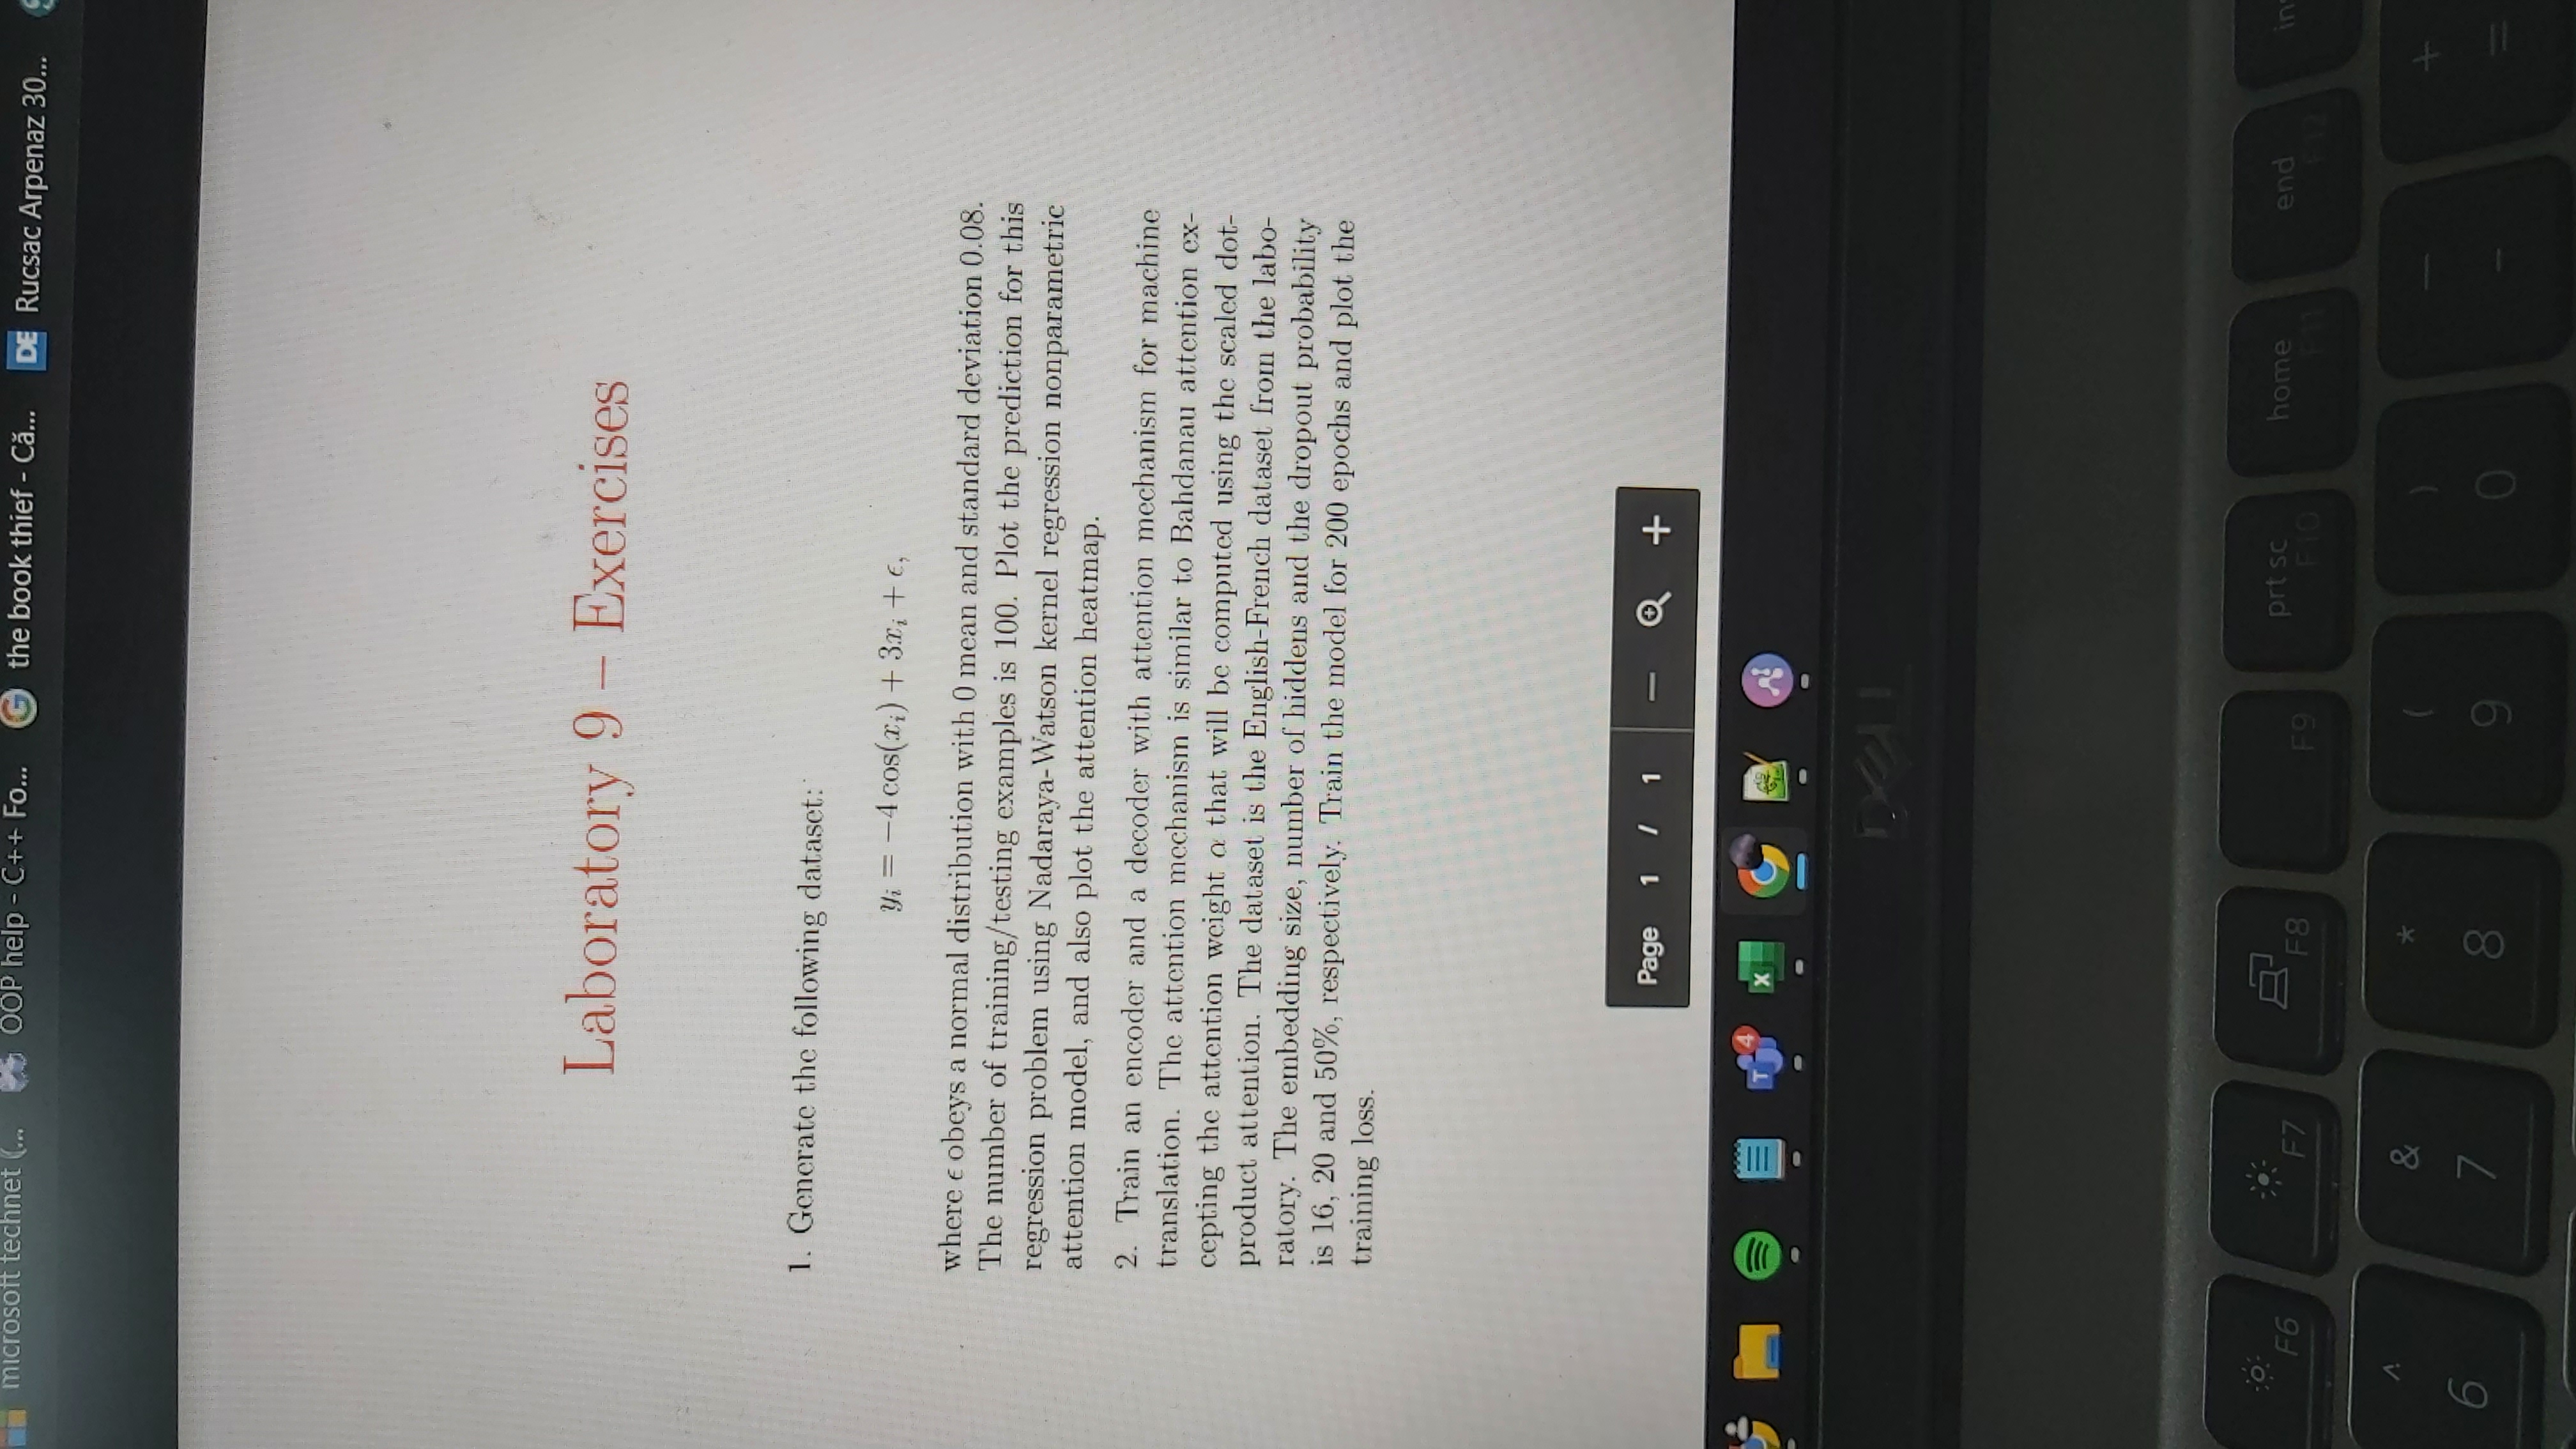 microsoft technet (...
OOP help - C++ Fo...
the book thief - Că...
DE Rucsac Arpenaz 30...
Laboratory 9 – Exercises
1. Generate the following dataset:
yᵢ = −4 cos(xᵢ) + 3xᵢ + ϵ,
where ϵ obeys a normal distribution with 0 mean and standard deviation 0.08.
The number of training/testing examples is 100. Plot the prediction for this
regression problem using Nadaraya-Watson kernel regression nonparametric
attention model, and also plot the attention heatmap.
2. Train an encoder and a decoder with attention mechanism for machine
translation. The attention mechanism is similar to Bahdanau attention ex-
cepting the attention weight α that will be computed using the scaled dot-
product attention. The dataset is the English-French dataset from the labo-
ratory. The embedding size, number of hiddens and the dropout probability
is 16, 20 and 50%, respectively. Train the model for 200 epochs and plot the
training loss.
Page 1 / 1 − +
T 4 X
DELL
F6 F7 F8 F9 prt sc F10 home F11 end F12 in
^ & * ( ) — +
6 7 8 9 0 - =